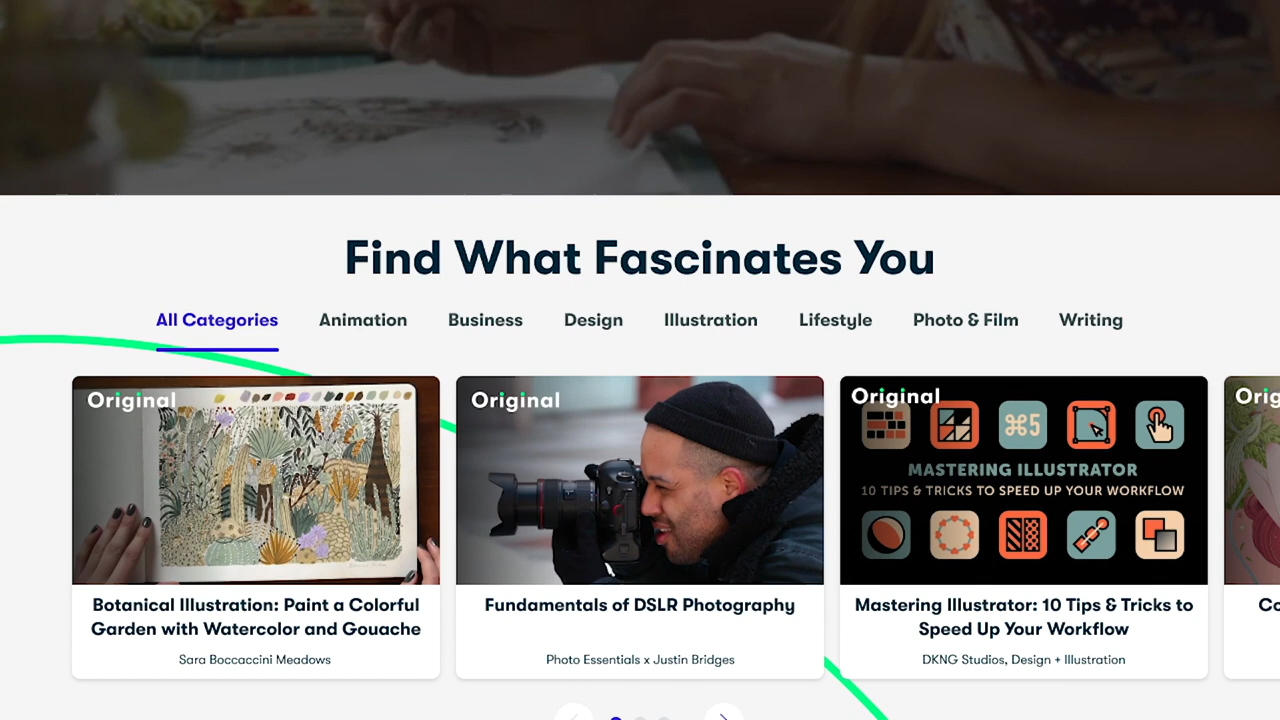 Find What Fascinates You
All Categories Animation Business Design Illustration Lifestyle Photo & Film Writing
Original
Original
Original
MASTERING ILLUSTRATOR
10 TIPS & TRICKS TO SPEED UP YOUR WORKFLOW
⌘5
Botanical Illustration: Paint a Colorful
Garden with Watercolor and Gouache
Sara Boccaccini Meadows
Fundamentals of DSLR Photography
Photo Essentials x Justin Bridges
Mastering Illustrator: 10 Tips & Tricks to
Speed Up Your Workflow
DKNG Studios, Design + Illustration